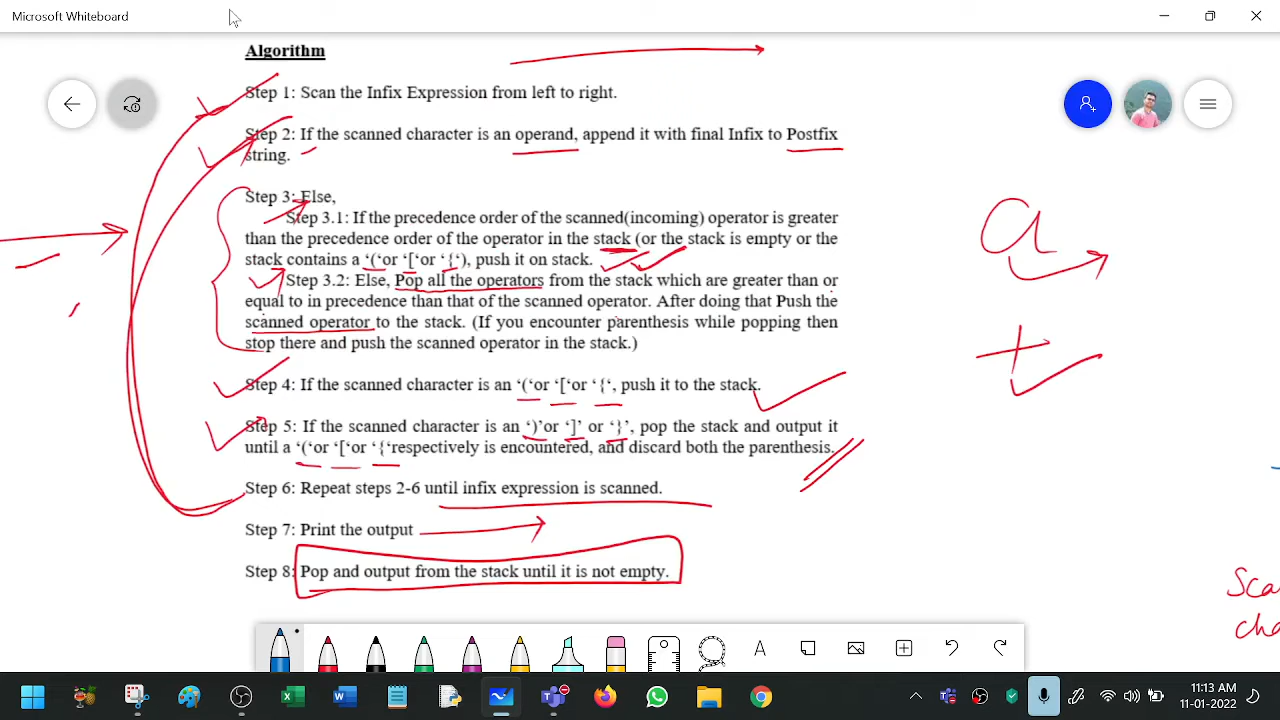 Microsoft Whiteboard
Algorithm
Step 1: Scan the Infix Expression from left to right.
Step 2: If the scanned character is an operand, append it with final Infix to Postfix
string.
Step 3: Else,
Step 3.1: If the precedence order of the scanned(incoming) operator is greater
than the precedence order of the operator in the stack (or the stack is empty or the
stack contains a ‘(‘or ‘[‘or ‘{‘), push it on stack.
Step 3.2: Else, Pop all the operators from the stack which are greater than or
equal to in precedence than that of the scanned operator. After doing that Push the
scanned operator to the stack. (If you encounter parenthesis while popping then
stop there and push the scanned operator in the stack.)
Step 4: If the scanned character is an ‘(‘or ‘[‘or ‘{‘, push it to the stack.
Step 5: If the scanned character is an ‘)’or ‘]’ or ‘}’, pop the stack and output it
until a ‘(‘or ‘[‘or ‘{‘respectively is encountered, and discard both the parenthesis.
Step 6: Repeat steps 2-6 until infix expression is scanned.
Step 7: Print the output
Step 8: Pop and output from the stack until it is not empty.
a
+
Sca
cha
A
11:13 AM
11-01-2022